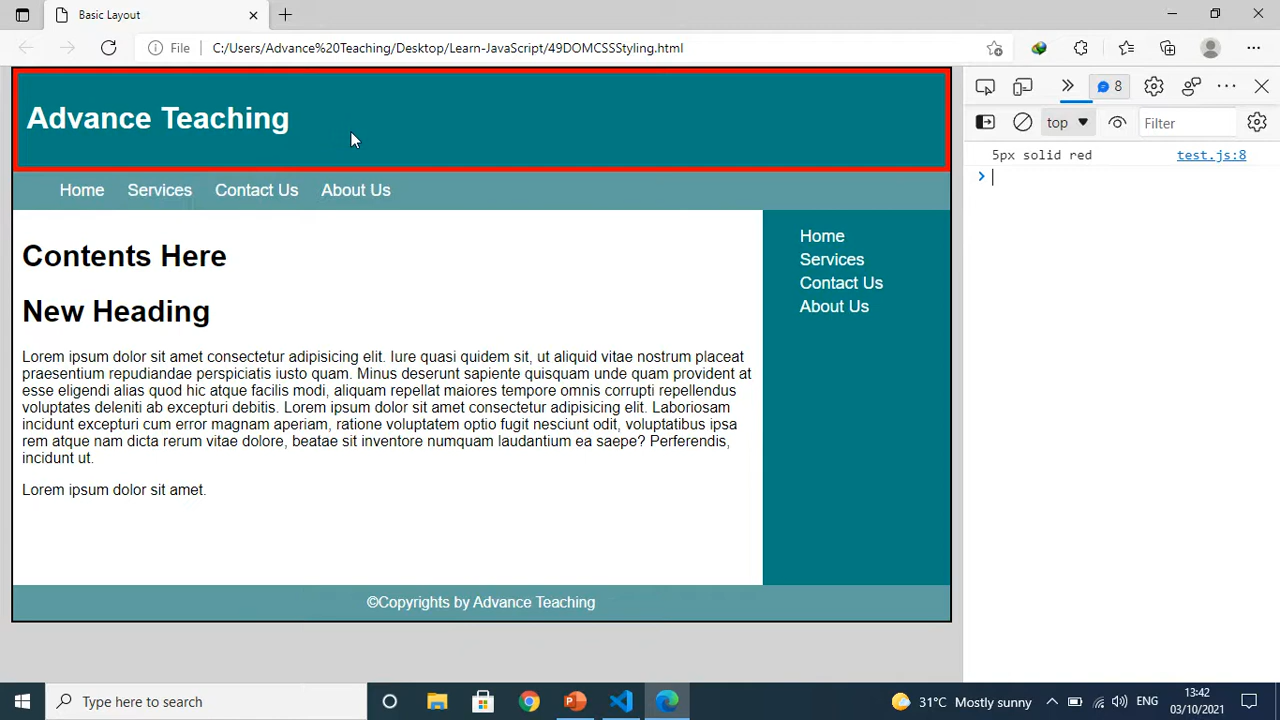 Basic Layout
File C:/Users/Advance%20Teaching/Desktop/Learn-JavaScript/49DOMCSSStyling.html
8
Advance Teaching
top Filter
5px solid red test.js:8
Home Services Contact Us About Us
Contents Here
New Heading
Lorem ipsum dolor sit amet consectetur adipisicing elit. Iure quasi quidem sit, ut aliquid vitae nostrum placeat
praesentium repudiandae perspiciatis iusto quam. Minus deserunt sapiente quisquam unde quam provident at
esse eligendi alias quod hic atque facilis modi, aliquam repellat maiores tempore omnis corrupti repellendus
voluptates deleniti ab excepturi debitis. Lorem ipsum dolor sit amet consectetur adipisicing elit. Laboriosam
incidunt excepturi cum error magnam aperiam, ratione voluptatem optio fugit nesciunt odit, voluptatibus ipsa
rem atque nam dicta rerum vitae dolore, beatae sit inventore numquam laudantium ea saepe? Perferendis,
incidunt ut.
Lorem ipsum dolor sit amet.
Home
Services
Contact Us
About Us
©Copyrights by Advance Teaching
Type here to search
31°C Mostly sunny
ENG
13:42
03/10/2021